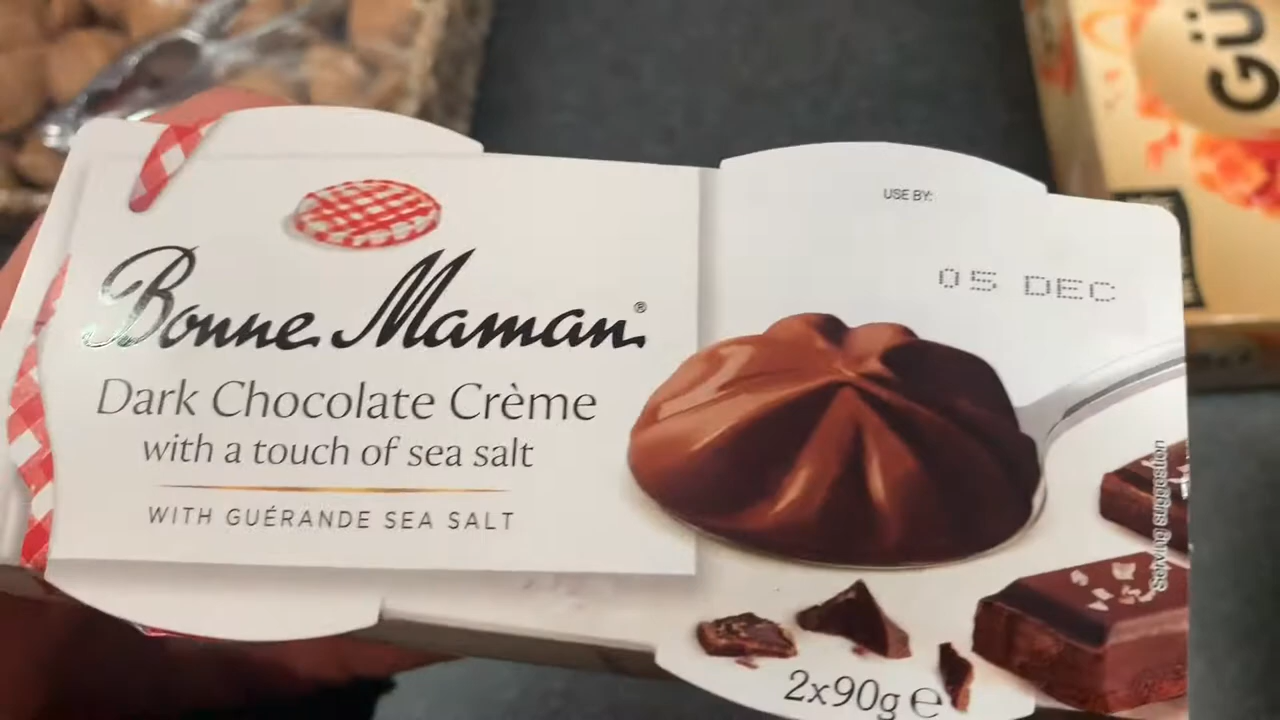 Bonne Maman®
Dark Chocolate Crème
with a touch of sea salt
WITH GUÉRANDE SEA SALT
USE BY:
05 DEC
Serving suggestion
2x90g e
GÜ